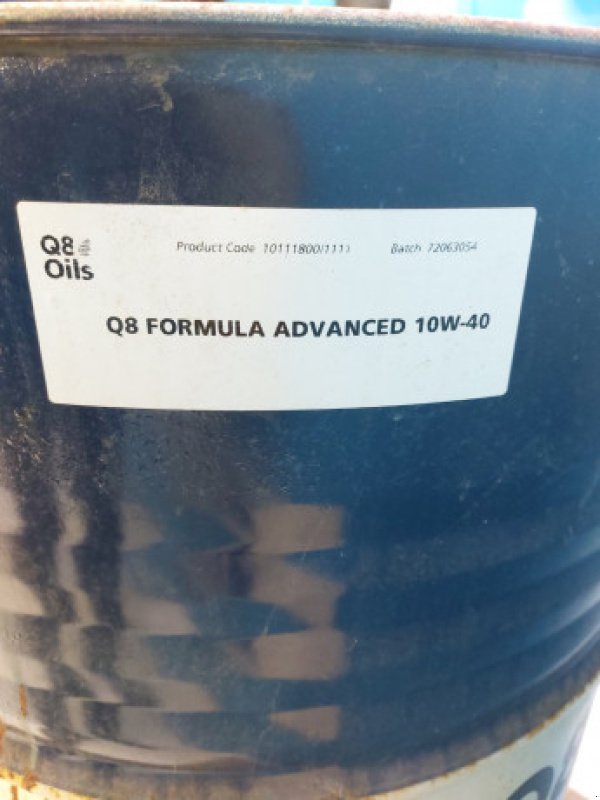 Q8 Oils
Product Code 10111800/1111
Batch 72063054
Q8 FORMULA ADVANCED 10W-40